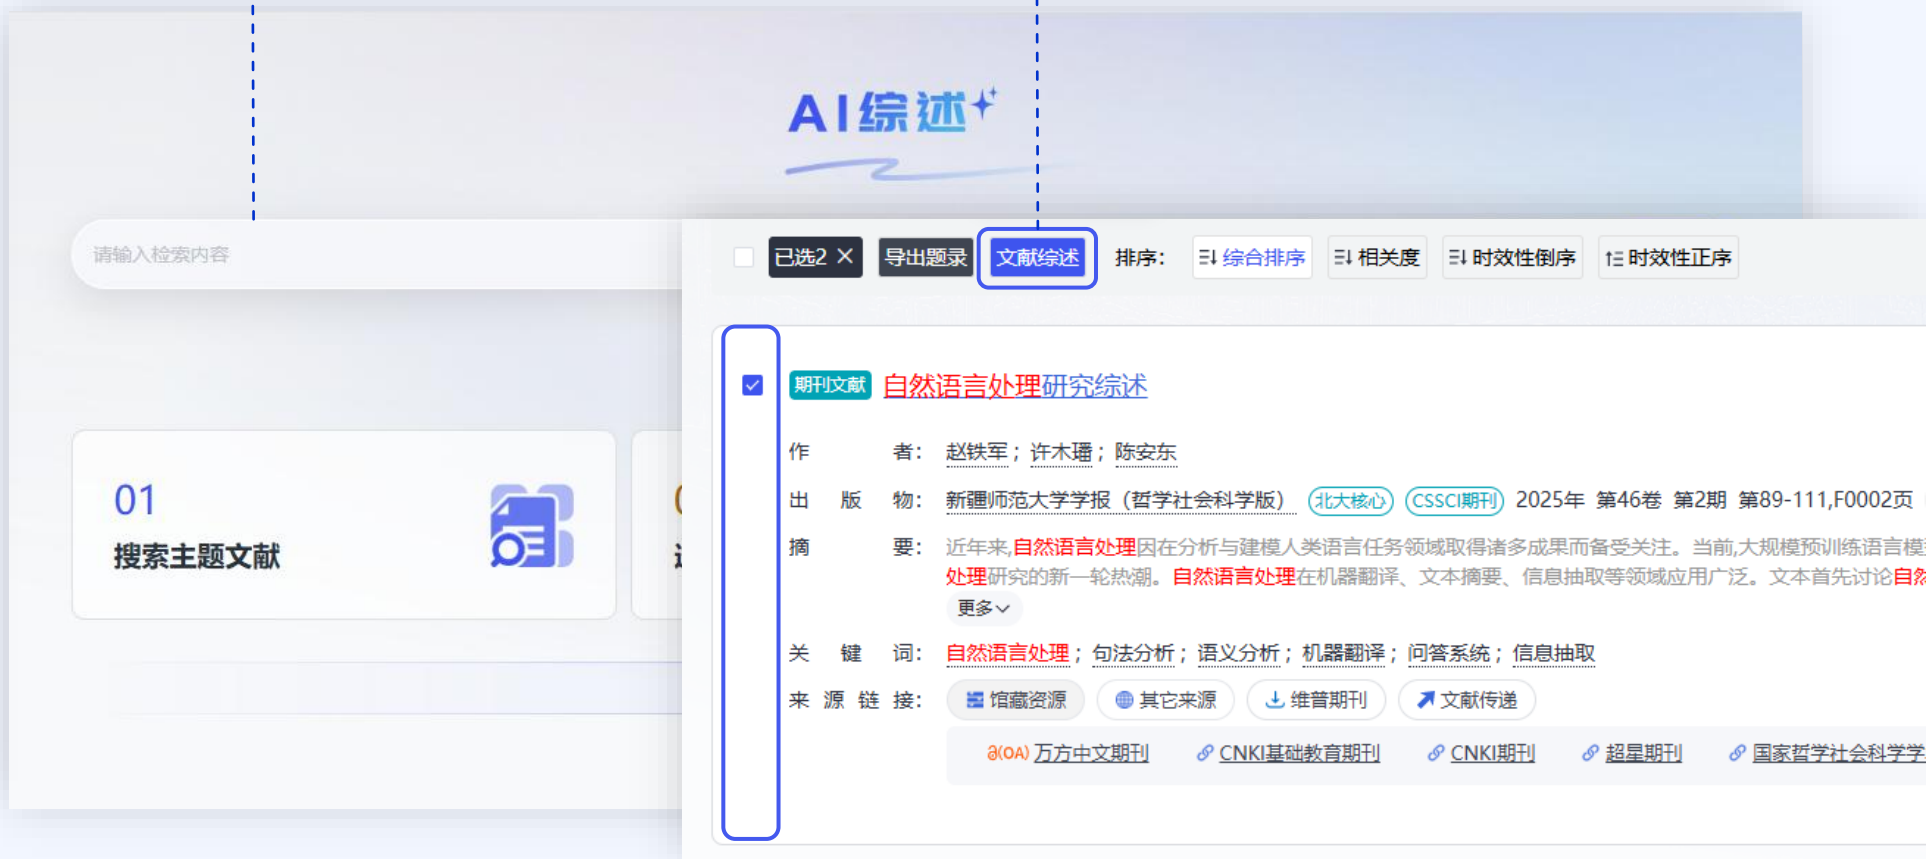 AI综述
请输入检索内容
01
搜索主题文献
已选2 × 导出题录 文献综述 排序： 综合排序 相关度 时效性倒序 时效性正序
期刊文献 自然语言处理研究综述
作者： 赵铁军； 许木璠； 陈安东
出版物： 新疆师范大学学报（哲学社会科学版） 北大核心 CSSCI期刊 2025年 第46卷 第2期 第89-111,F0002页
摘要： 近年来,自然语言处理因在分析与建模人类语言任务领域取得诸多成果而备受关注。当前,大规模预训练语言模
处理研究的新一轮热潮。自然语言处理在机器翻译、文本摘要、信息抽取等领域应用广泛。文本首先讨论自然
更多
关键词： 自然语言处理； 句法分析； 语义分析； 机器翻译； 问答系统； 信息抽取
来源链接： 馆藏资源 其它来源 维普期刊 文献传递
(OA) 万方中文期刊 CNKI基础教育期刊 CNKI期刊 超星期刊 国家哲学社会科学学